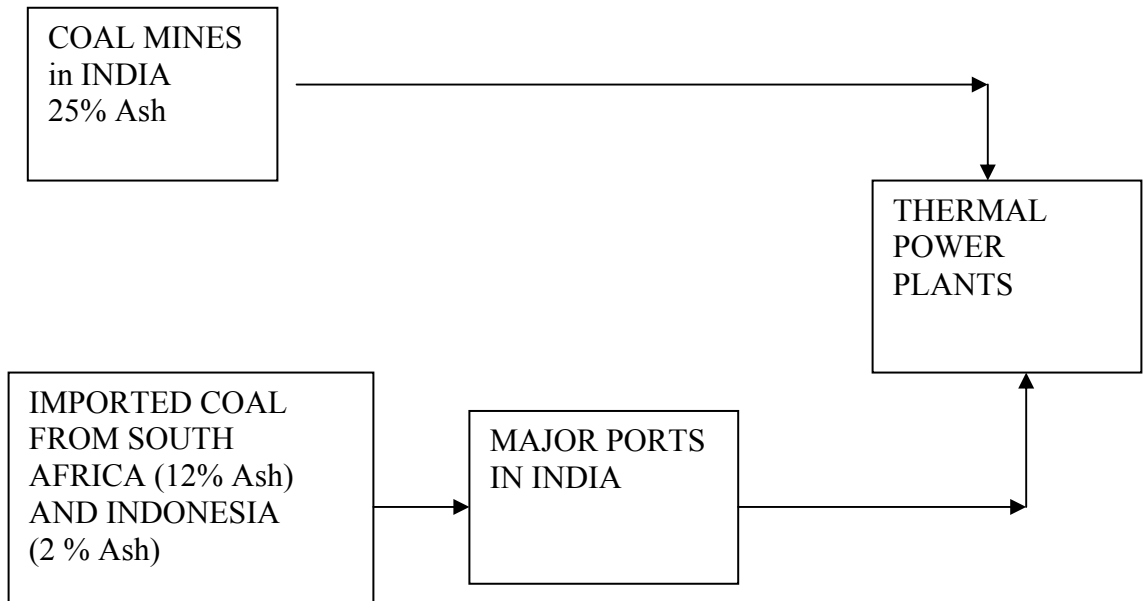 COAL MINES
in INDIA
25% Ash
THERMAL
POWER
PLANTS
IMPORTED COAL
FROM SOUTH
AFRICA (12% Ash)
AND INDONESIA
(2 % Ash)
MAJOR PORTS
IN INDIA